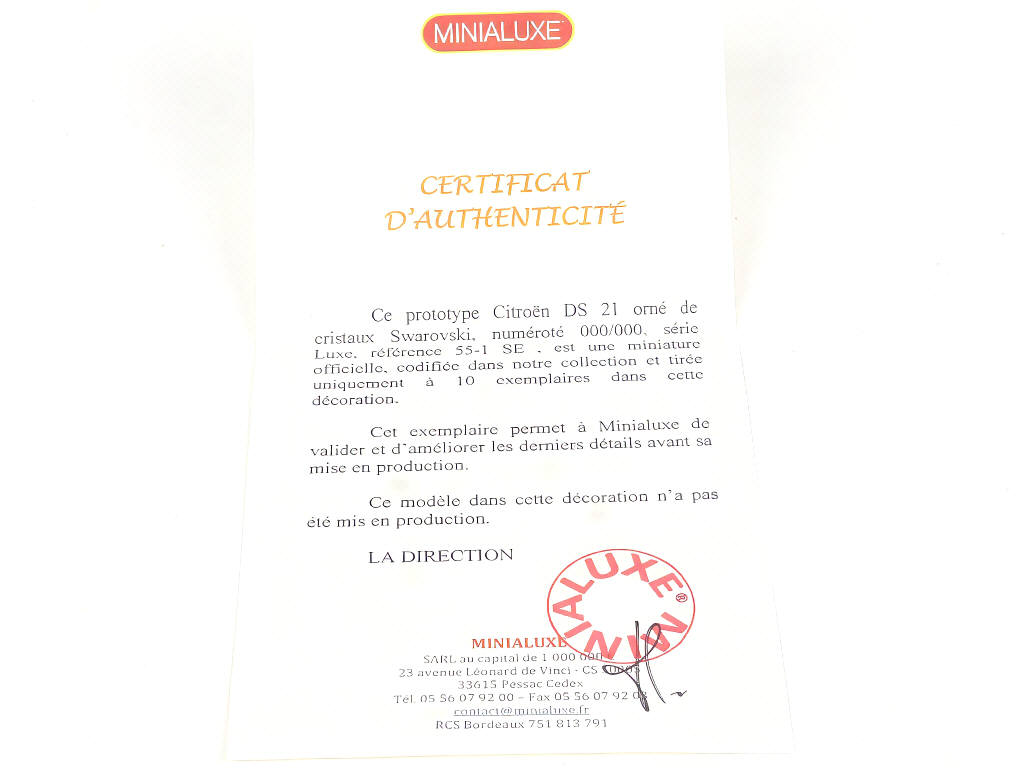 MINIALUXE
CERTIFICAT
D'AUTHENTICITÉ
Ce prototype Citroën DS 21 orné de
cristaux Swarovski, numéroté 000/000, série
Luxe, référence 55-1 SE , est une miniature
officielle, codifiée dans notre collection et tirée
uniquement à 10 exemplaires dans cette
décoration.
Cet exemplaire permet à Minialuxe de
valider et d'améliorer les derniers détails avant sa
mise en production.
Ce modèle dans cette décoration n'a pas
été mis en production.
LA DIRECTION
MINIALUXE®
MINIALUXE
SARL au capital de 1 000 000 €
23 avenue Léonard de Vinci - CS
33615 Pessac Cedex
Tél. 05 56 07 92 00 – Fax 05 56 07 92
contact@minialuxe.fr
RCS Bordeaux 751 813 791